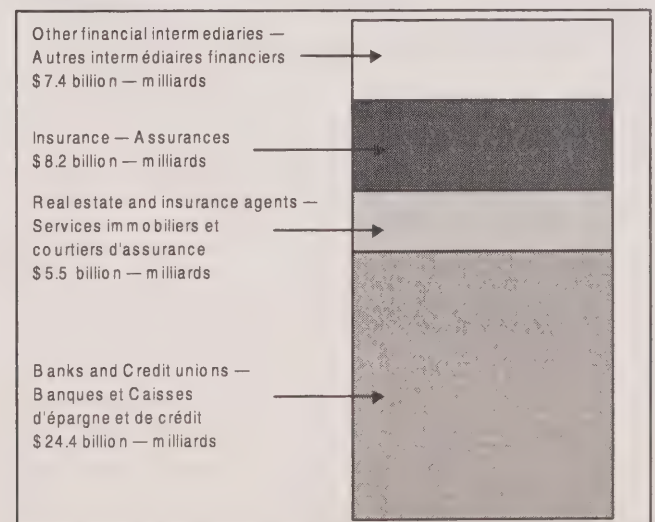 Other financial intermediaries —
Autres intermédiaires financiers
$7.4 billion — milliards
Insurance — Assurances
$8.2 billion — milliards
Real estate and insurance agents —
Services immobiliers et
courtiers d'assurance
$5.5 billion — milliards
Banks and Credit unions —
Banques et Caisses
d'épargne et de crédit
$24.4 billion — milliards